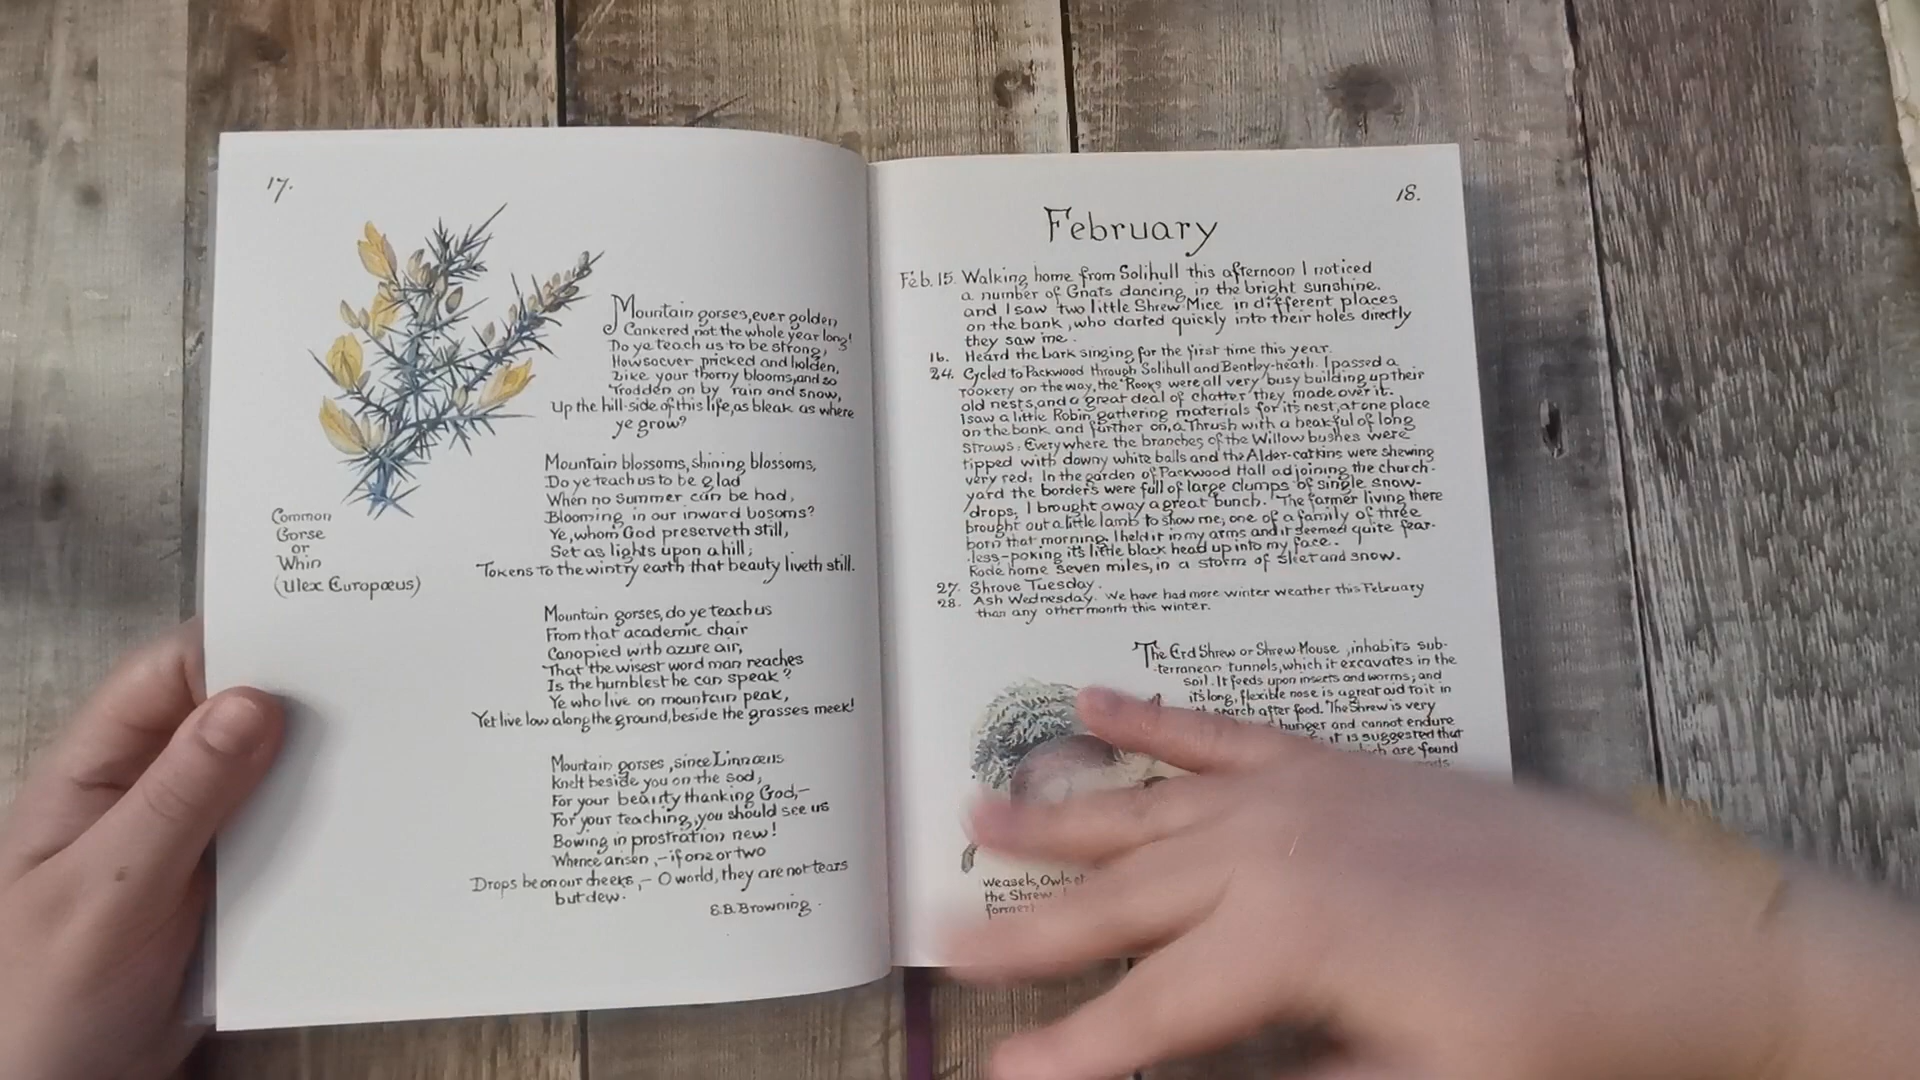 17.
Mountain gorses, ever golden,
Cankered not the whole year long!
Do ye teach us to be strong,
Howsoever pricked and holden,
Like your thorny blooms, and so
Trodden on by rain and snow,
Up the hill-side of this life, as bleak as where
ye grow?
Mountain blossoms, shining blossoms,
Do ye teach us to be glad
When no summer can be had,
Blooming in our inward bosoms?
Ye, whom God preserveth still,
Set as lights upon a hill,
Tokens to the wintry earth that beauty liveth still.
Common
Gorse
or
Whin
(Ulex Europæus)
Mountain gorses, do ye teach us
From that academic chair
Canopied with azure air,
That the wisest word man reaches
Is the humblest he can speak?
Ye who live on mountain peak,
Yet live low along the ground, beside the grasses meek!
Mountain gorses, since Linnæus
Knelt beside you on the sod,
For your beauty thanking God,—
For your teaching, you should see us
Bowing in prostration new!
Whence arisen,—if one or two
Drops be on our cheeks,— O world, they are not tears
but dew.
E.B. Browning.
18.
February
Feb. 15. Walking home from Solihull this afternoon I noticed
a number of Gnats dancing in the bright sunshine.
and I saw two little Shrew Mice in different places
on the bank, who darted quickly into their holes directly
they saw me.
16. Heard the Lark singing for the first time this year.
24. Cycled to Packwood through Solihull and Bentley-heath. I passed a
rookery on the way, the Rooks were all very busy building up their
old nests, and a great deal of chatter they made over it.
I saw a little Robin gathering materials for its nest, at one place
on the bank, and further on, a Thrush with a beakful of long
straws. Everywhere the branches of the Willow bushes were
tipped with downy white balls and the Alder-catkins were shewing
very red. In the garden of Packwood Hall adjoining the church-
yard the borders were full of large clumps of single snow-
drops. I brought away a great bunch. The farmer living there
brought out a little lamb to show me, one of a family of three
born that morning. I held it in my arms and it seemed quite fear-
-less – poking its little black head up into my face.
Rode home seven miles, in a storm of sleet and snow.
27. Shrove Tuesday.
28. Ash Wednesday. We have had more winter weather this February
than any other month this winter.
The Erd Shrew or Shrew Mouse, inhabits sub-
-terranean tunnels, which it excavates in the
soil. It feeds upon insects and worms; and
its long, flexible nose is a great aid to it in
search after food. The Shrew is very
hunger and cannot endure
it is suggested that
which are found
Weasels, Owls
the Shrew